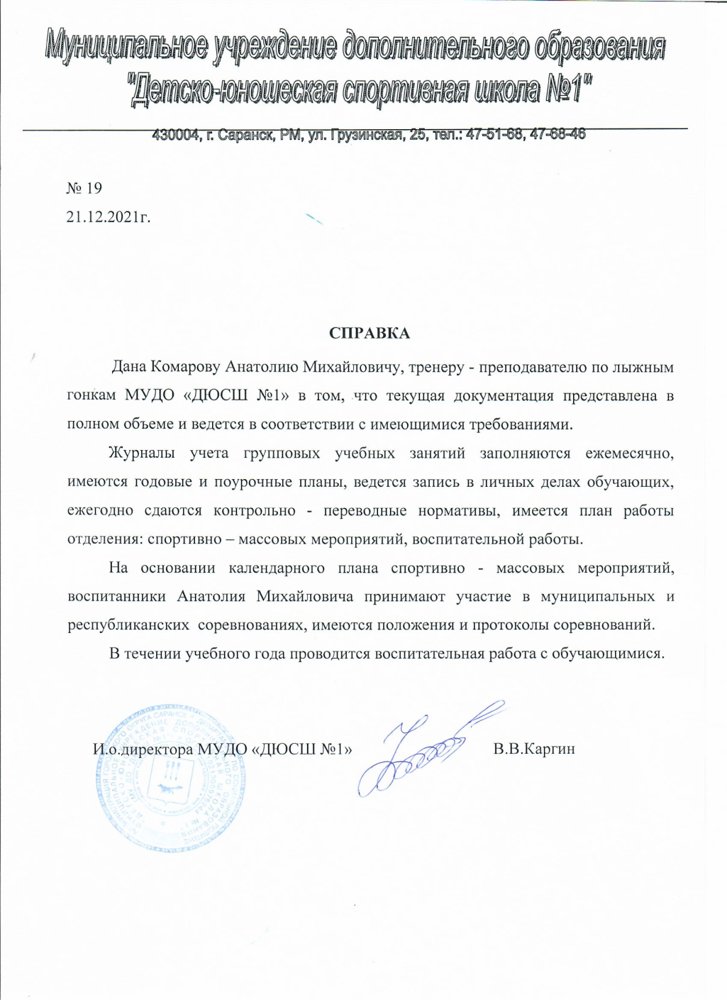 Муниципальное учреждение дополнительного образования
"Детско-юношеская спортивная школа №1"
430004, г. Саранск, РМ, ул. Грузинская, 25, тел.: 47-51-68, 47-68-46
№ 19
21.12.2021г.
СПРАВКА
Дана Комарову Анатолию Михайловичу, тренеру - преподавателю по лыжным
гонкам МУДО «ДЮСШ №1» в том, что текущая документация представлена в
полном объеме и ведется в соответствии с имеющимися требованиями.
Журналы учета групповых учебных занятий заполняются ежемесячно,
имеются годовые и поурочные планы, ведется запись в личных делах обучающих,
ежегодно сдаются контрольно - переводные нормативы, имеется план работы
отделения: спортивно – массовых мероприятий, воспитательной работы.
На основании календарного плана спортивно - массовых мероприятий,
воспитанники Анатолия Михайловича принимают участие в муниципальных и
республиканских соревнованиях, имеются положения и протоколы соревнований.
В течении учебного года проводится воспитательная работа с обучающимися.
И.о.директора МУДО «ДЮСШ №1» В.В.Каргин